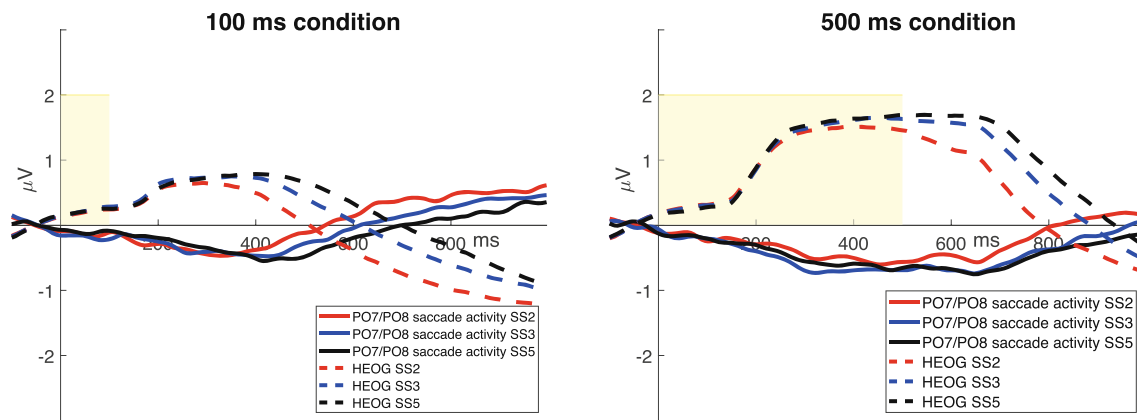 100 ms condition
2
1
-1
-2
μV
200
400
600
800
ms
PO7/PO8 saccade activity SS2
PO7/PO8 saccade activity SS3
PO7/PO8 saccade activity SS5
HEOG SS2
HEOG SS3
HEOG SS5
500 ms condition
2
1
0
-1
-2
μV
200
400
600
800
ms
PO7/PO8 saccade activity SS2
PO7/PO8 saccade activity SS3
PO7/PO8 saccade activity SS5
HEOG SS2
HEOG SS3
HEOG SS5